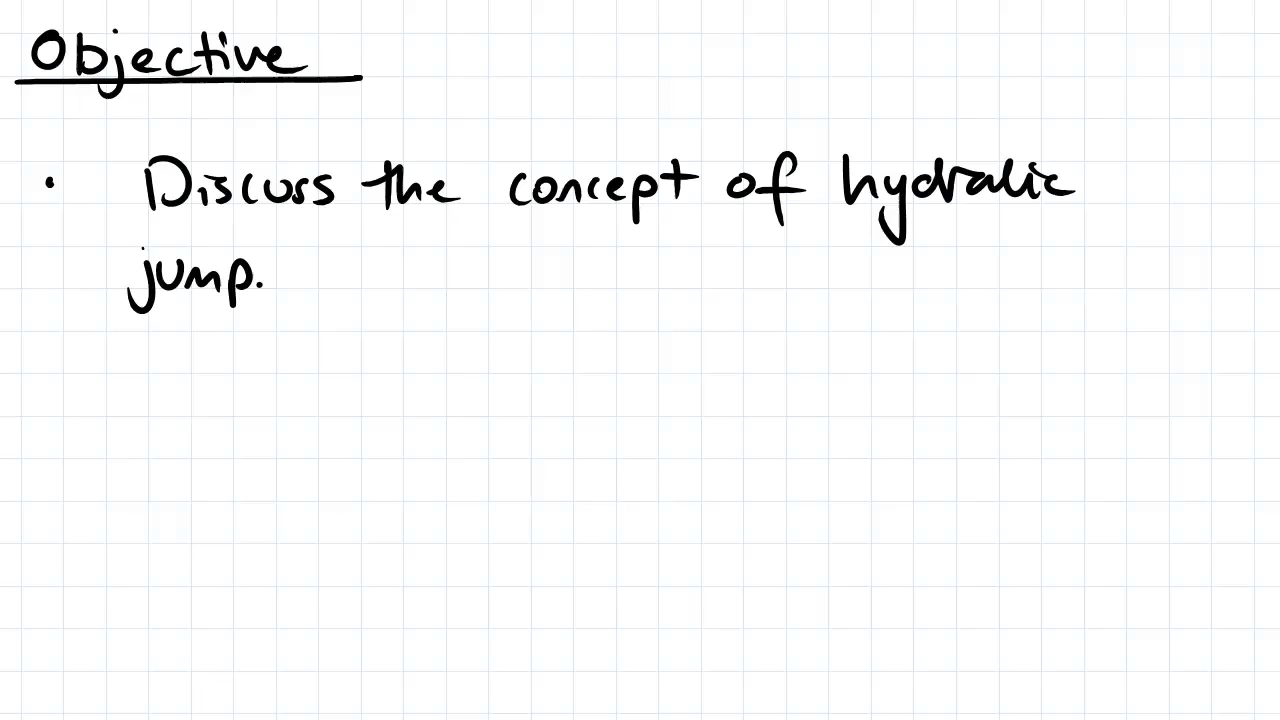 Objective
· Discuss the concept of hydralic
jump.